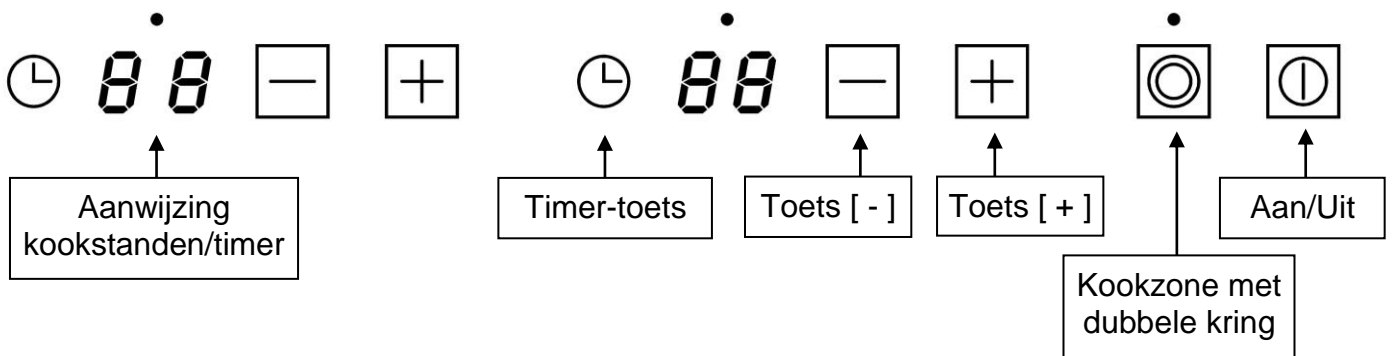 88 88
Aanwijzing
kookstanden/timer
Timer-toets
Toets [ - ]
Toets [ + ]
Aan/Uit
Kookzone met
dubbele kring